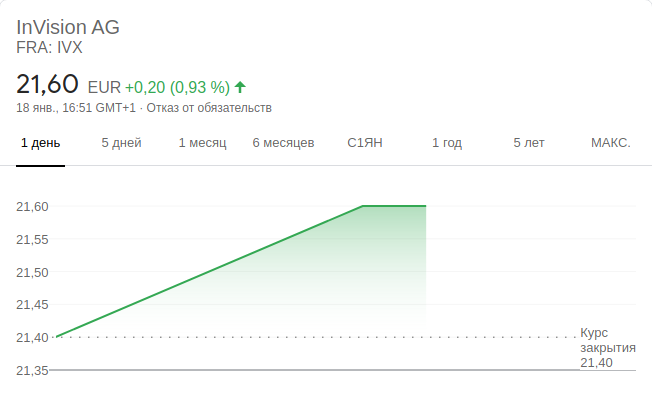 InVision AG
FRA: IVX
21,60 EUR +0,20 (0,93 %)
18 янв., 16:51 GMT+1 · Отказ от обязательств
1 день 5 дней 1 месяц 6 месяцев С1ЯН 1 год 5 лет МАКС.
21,60
21,55
21,50
21,45
21,40
21,35
Курс
закрытия
21,40